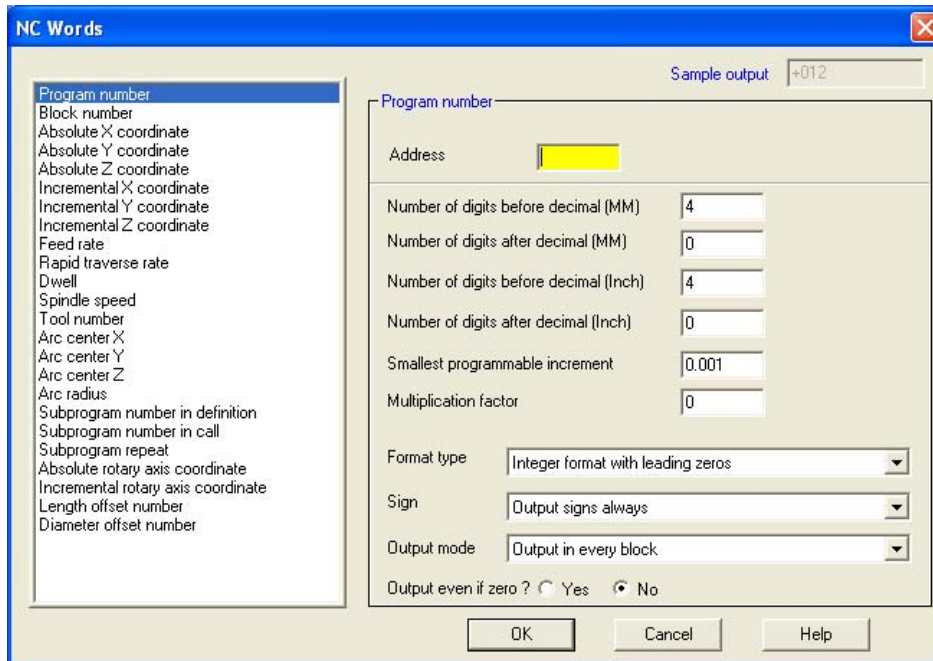 NC Words
Sample output +012
Program number
Block number
Absolute X coordinate
Absolute Y coordinate
Absolute Z coordinate
Incremental X coordinate
Incremental Y coordinate
Incremental Z coordinate
Feed rate
Rapid traverse rate
Dwell
Spindle speed
Tool number
Arc center X
Arc center Y
Arc center Z
Arc radius
Subprogram number in definition
Subprogram number in call
Subprogram repeat
Absolute rotary axis coordinate
Incremental rotary axis coordinate
Length offset number
Diameter offset number
Program number
Address
Number of digits before decimal (MM) 4
Number of digits after decimal (MM) 0
Number of digits before decimal (Inch) 4
Number of digits after decimal (Inch) 0
Smallest programmable increment 0.001
Multiplication factor 0
Format type Integer format with leading zeros
Sign Output signs always
Output mode Output in every block
Output even if zero ? Yes No
OK Cancel Help